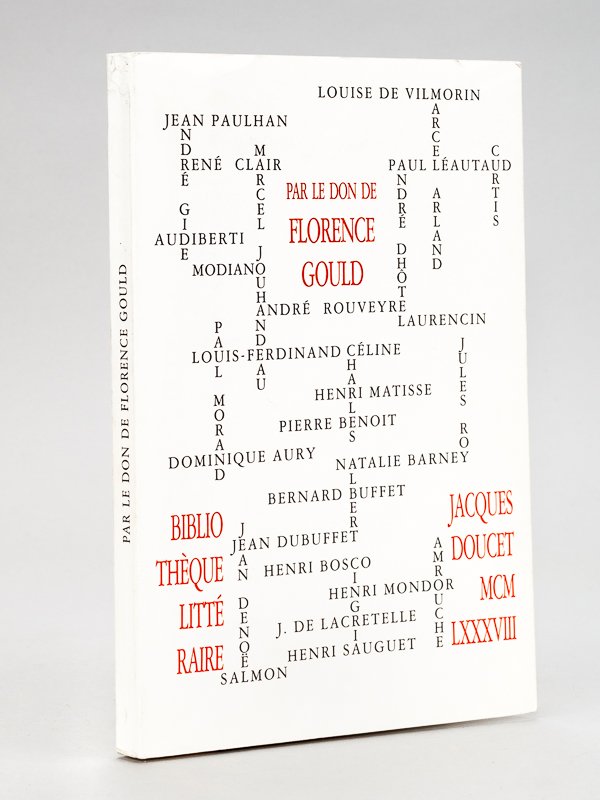 PAR LE DON DE FLORENCE GOULD
LOUISE DE VILMORIN
JEAN PAULHAN
ANDRÉ GIDE
RENÉ CLAIR
MARCEL JOUHANDEAU
MARCEL ARLAND
PAUL LÉAUTAUD
CURTIS
ANDRÉ DHÔTEL
PAR LE DON DE
FLORENCE
GOULD
AUDIBERTI
MODIANO
ANDRÉ ROUVEYRE
LAURENCIN
PAUL MORAND
LOUIS-FERDINAND CÉLINE
JULES ROY
HENRI MATISSE
PIERRE BENOIT
DOMINIQUE AURY
NATALIE BARNEY
BERNARD BUFFET
BIBLIO
THÈQUE
LITTÉ
RAIRE
JACQUES
DOUCET
MCM
LXXXVIII
JEAN DENOËL
JEAN DUBUFFET
HENRI BOSCO
AMROUCHE
HENRI MONDOR
J. DE LACRETELLE
HENRI SAUGUET
SALMON